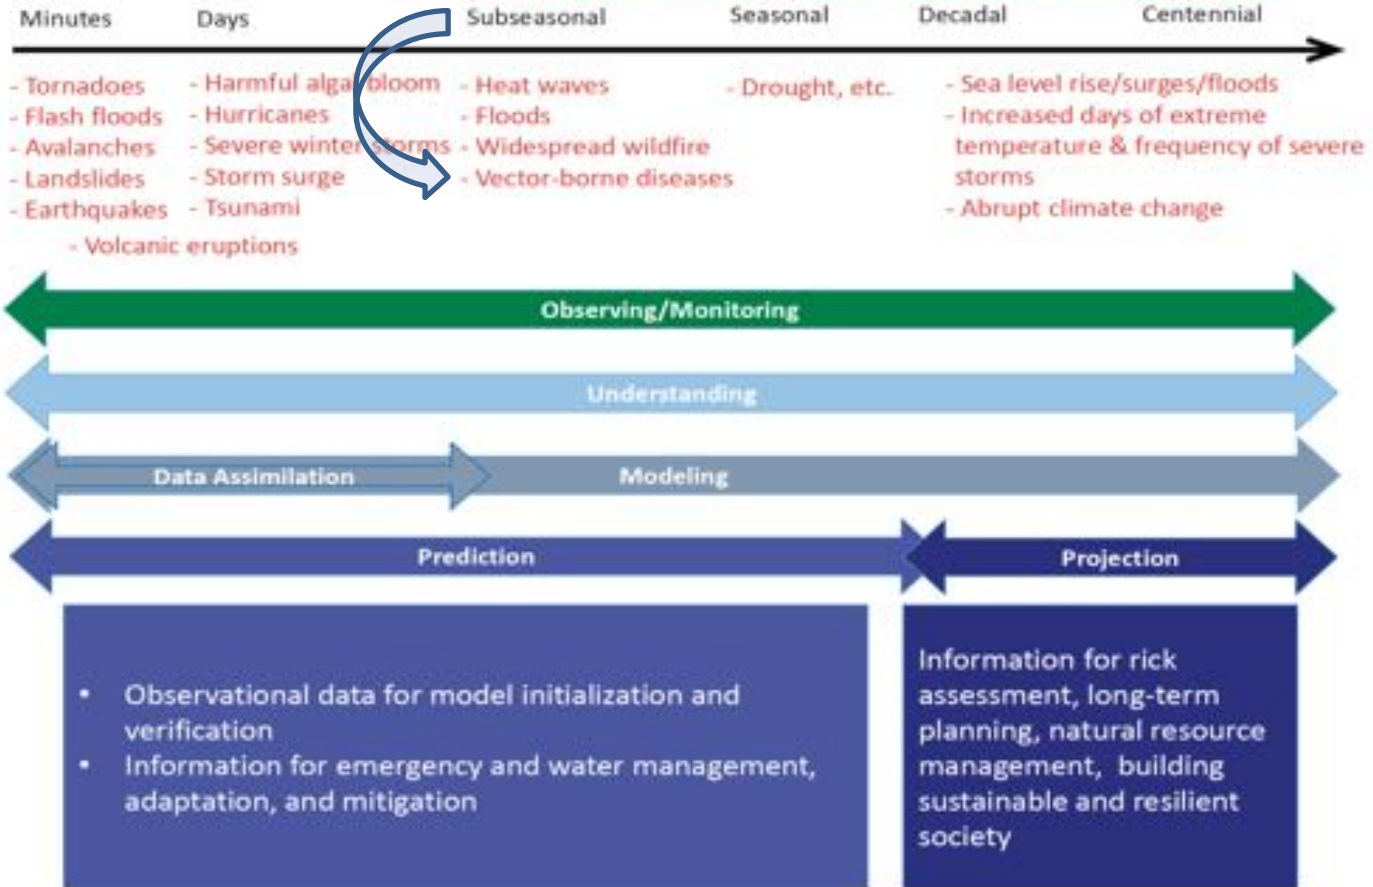 Minutes Days Subseasonal Seasonal Decadal Centennial
- Tornadoes
- Flash floods
- Avalanches
- Landslides
- Earthquakes
- Harmful algal bloom
- Hurricanes
- Severe winter storms
- Storm surge
- Tsunami
- Volcanic eruptions
- Heat waves
- Floods
- Widespread wildfire
- Vector-borne diseases
- Drought, etc.
- Sea level rise/surges/floods
- Increased days of extreme
temperature & frequency of severe
storms
- Abrupt climate change
Observing/Monitoring
Understanding
Data Assimilation Modeling
Prediction Projection
• Observational data for model initialization and
verification
• Information for emergency and water management,
adaptation, and mitigation
Information for rick
assessment, long-term
planning, natural resource
management, building
sustainable and resilient
society